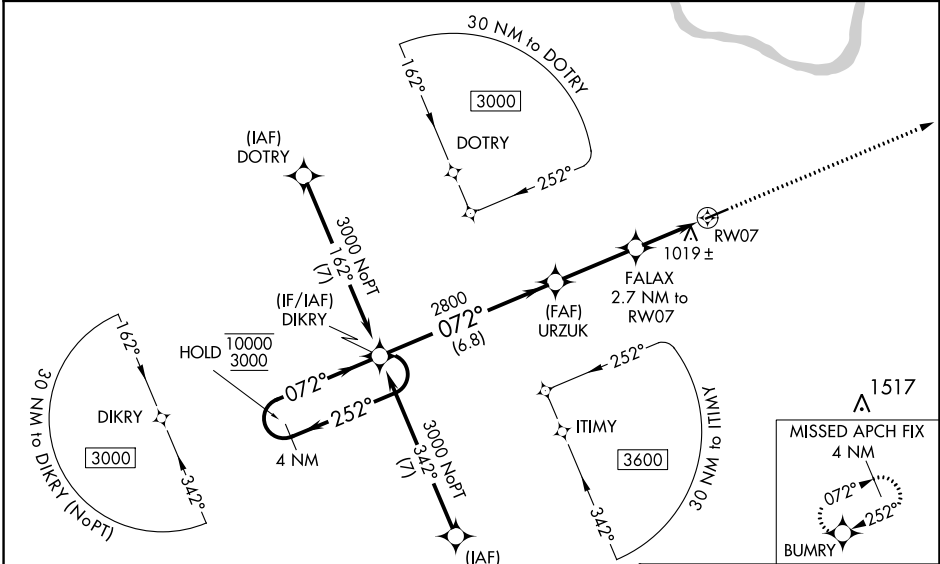 30 NM to DOTRY
162°
3000
DOTRY
252°
(IAF)
DOTRY
3000 NoPT
162°
(7)
(IF/IAF)
DIKRY
HOLD
10000
3000
072°
252°
4 NM
2800
072°
(6.8)
(FAF)
URZUK
FALAX
2.7 NM to
RW07
1019 ±
RW07
162°
DIKRY
3000
342°
30 NM to DIKRY (NoPT)
3000 NoPT
342°
(7)
(IAF)
252°
ITIMY
3600
342°
30 NM to ITIMY
1517
MISSED APCH FIX
4 NM
072°
252°
BUMRY